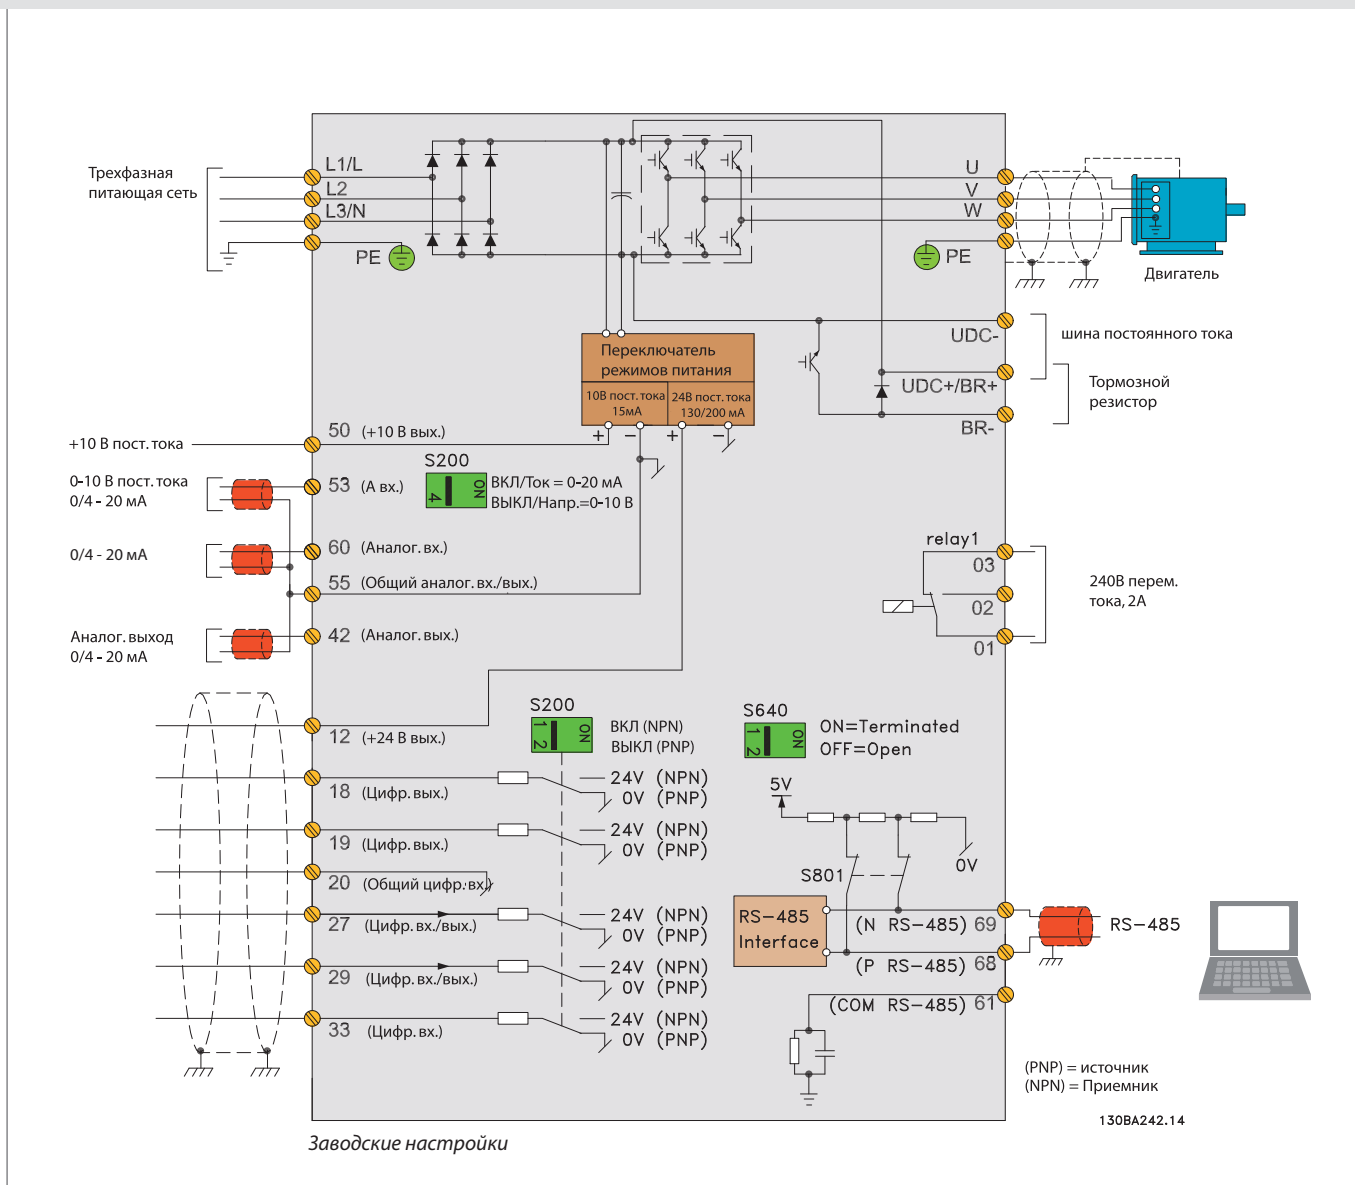 Трехфазная
питающая сеть
L1/L
L2
L3/N
PE
U
V
W
PE
Двигатель
UDC-
шина постоянного тока
UDC+/BR+
Тормозной
резистор
BR-
Переключатель
режимов питания
10В пост. тока
15мА
24В пост. тока
130/200 мА
+ − + −
+10 В пост. тока
50 (+10 В вых.)
S200
ON
4
ВКЛ/Ток = 0-20 мА
ВЫКЛ/Напр.=0-10 В
0-10 В пост. тока
0/4 - 20 мА
53 (А вх.)
0/4 - 20 мА
60 (Аналог. вх.)
55 (Общий аналог. вх./вых.)
Аналог. выход
0/4 - 20 мА
42 (Аналог. вых.)
relay1
03
02
01
240В перем.
тока, 2А
12 (+24 В вых.)
S200
ON
1 2
ВКЛ (NPN)
ВЫКЛ (PNP)
S640
ON
1 2
ON=Terminated
OFF=Open
18 (Цифр. вых.)
24V (NPN)
0V (PNP)
19 (Цифр. вых.)
24V (NPN)
0V (PNP)
20 (Общий цифр. вх.)
27 (Цифр. вх./вых.)
24V (NPN)
0V (PNP)
29 (Цифр. вх./вых.)
24V (NPN)
0V (PNP)
33 (Цифр. вх.)
24V (NPN)
0V (PNP)
5V
0V
S801
RS-485
Interface
(N RS-485) 69
(P RS-485) 68
(COM RS-485) 61
RS-485
(PNP) = источник
(NPN) = Приемник
130BA242.14
Заводские настройки